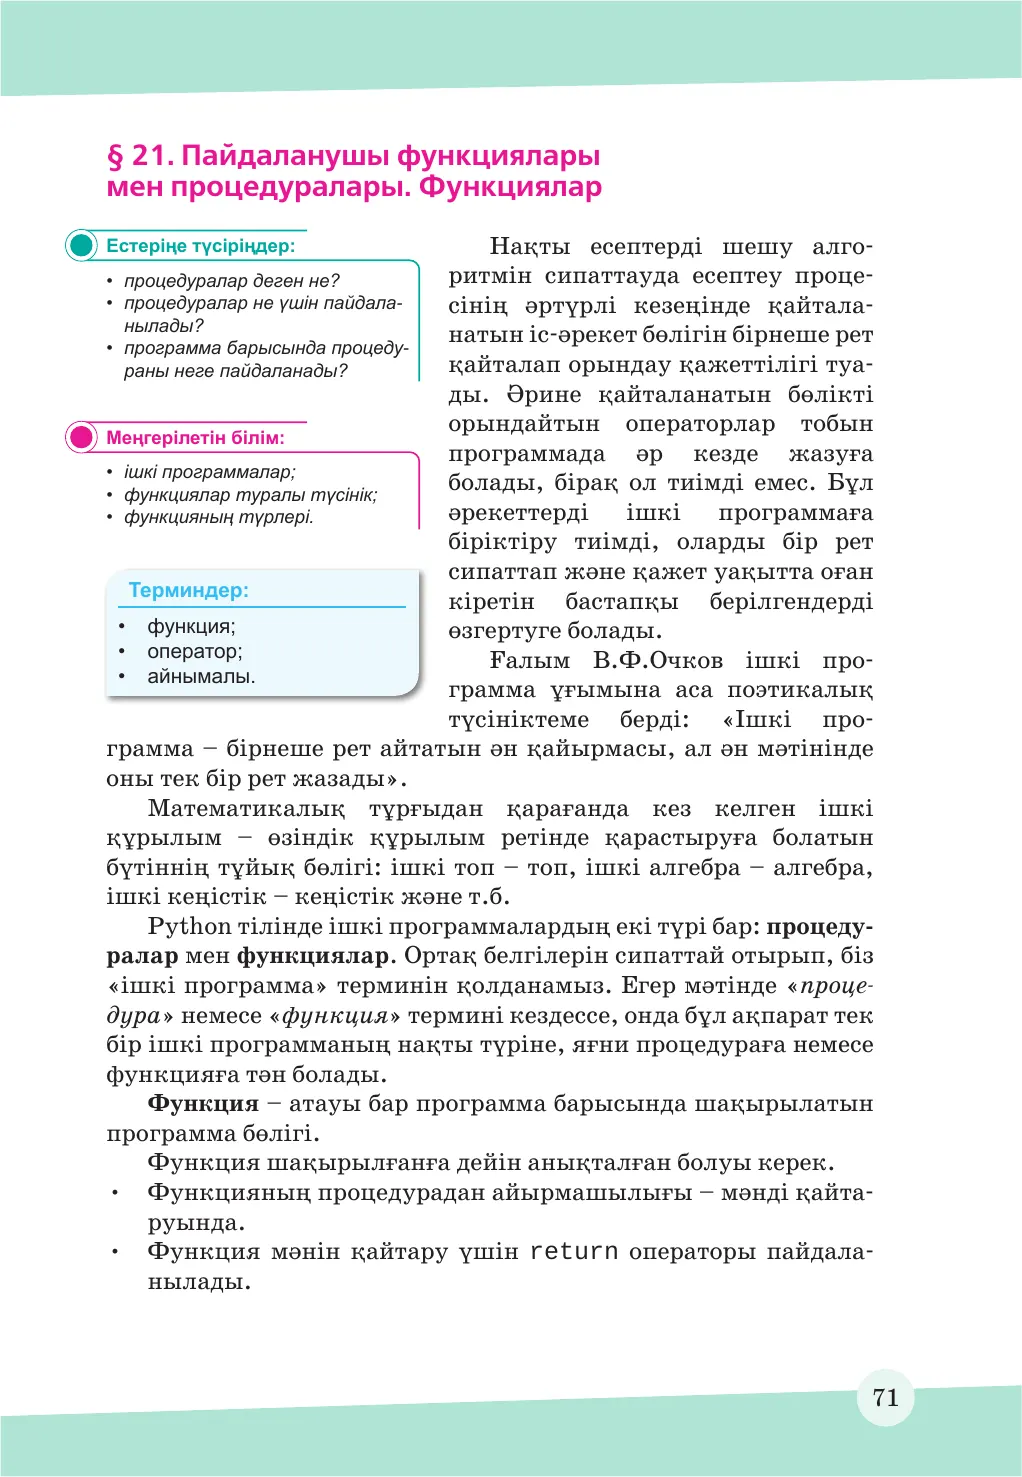 § 21. Пайдаланушы функциялары
мен процедуралары. Функциялар
Естеріңе түсіріңдер:
• процедуралар деген не?
• процедуралар не үшін пайдала-
нылады?
• программа барысында процеду-
раны неге пайдаланады?
Меңгерілетін білім:
• ішкі программалар;
• функциялар туралы түсінік;
• функцияның түрлері.
Терминдер:
• функция;
• оператор;
• айнымалы.
Нақты есептерді шешу алго-
ритмін сипаттауда есептеу проце-
сінің әртүрлі кезеңінде қайтала-
натын іс-әрекет бөлігін бірнеше рет
қайталап орындау қажеттілігі туа-
ды. Әрине қайталанатын бөлікті
орындайтын операторлар тобын
программада әр кезде жазуға
болады, бірақ ол тиімді емес. Бұл
әрекеттерді ішкі программаға
біріктіру тиімді, оларды бір рет
сипаттап және қажет уақытта оған
кіретін бастапқы берілгендерді
өзгертуге болады.
Ғалым В.Ф.Очков ішкі про-
грамма ұғымына аса поэтикалық
түсініктеме берді: «Ішкі про-
грамма – бірнеше рет айтатын ән қайырмасы, ал ән мәтінінде
оны тек бір рет жазады».
Математикалық тұрғыдан қарағанда кез келген ішкі
құрылым – өзіндік құрылым ретінде қарастыруға болатын
бүтіннің тұйық бөлігі: ішкі топ – топ, ішкі алгебра – алгебра,
ішкі кеңістік – кеңістік және т.б.
Python тілінде ішкі программалардың екі түрі бар: процеду-
ралар мен функциялар. Ортақ белгілерін сипаттай отырып, біз
«ішкі программа» терминін қолданамыз. Егер мәтінде «проце-
дура» немесе «функция» термині кездессе, онда бұл ақпарат тек
бір ішкі программаның нақты түріне, яғни процедураға немесе
функцияға тән болады.
Функция – атауы бар программа барысында шақырылатын
программа бөлігі.
Функция шақырылғанға дейін анықталған болуы керек.
• Функцияның процедурадан айырмашылығы – мәнді қайта-
руында.
• Функция мәнін қайтару үшін return операторы пайдала-
нылады.
71